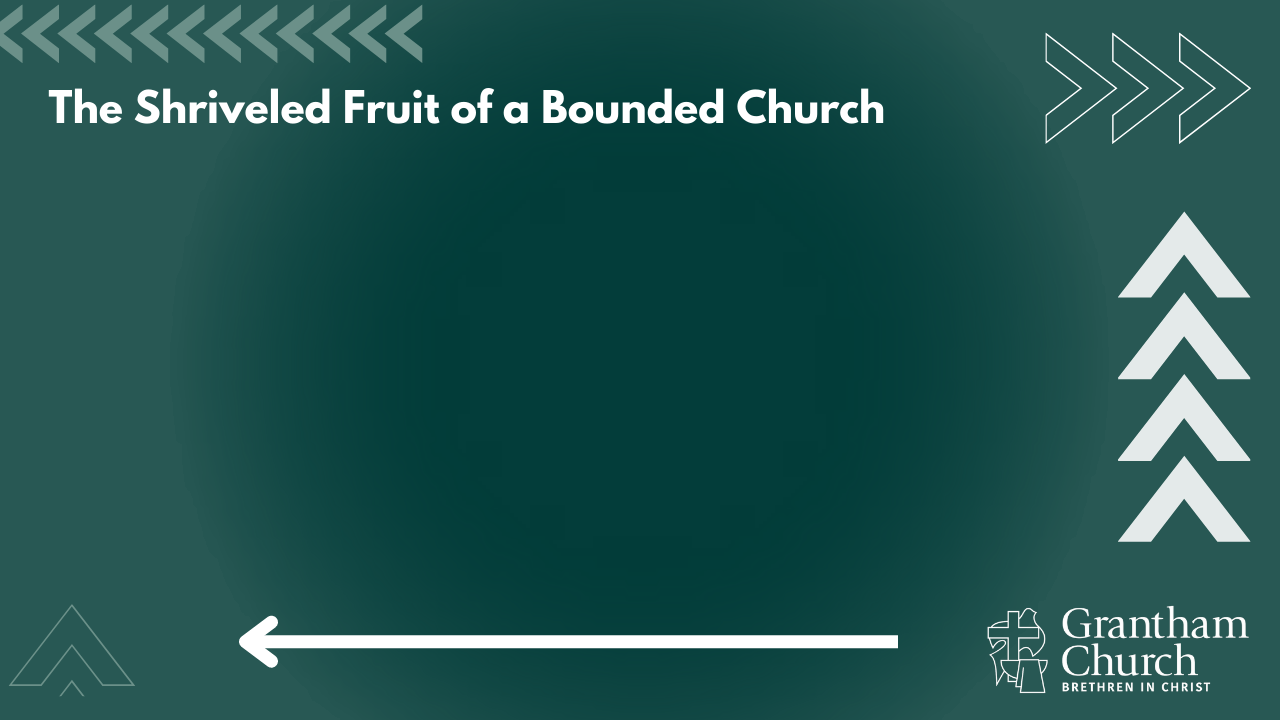 The Shriveled Fruit of a Bounded Church
Grantham
Church
BRETHREN IN CHRIST